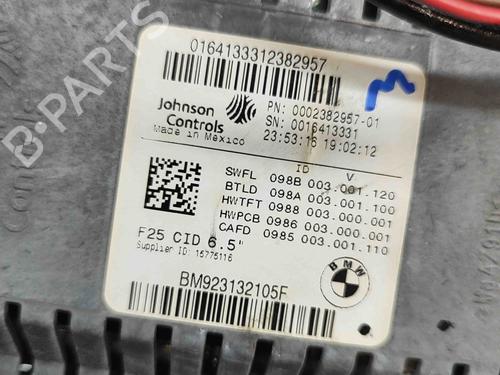 0164133312382957
Johnson Controls
Made in Mexico
PN: 0002382957-01
SN: 0016413331
23:53:16 19:02:12
ID V
SWFL 098B 003.001.120
BTLD 098A 003.001.100
HWTFT 0988 003.000.001
HWPCB 0986 003.000.001
CAFD 0985 003.001.110
F25 CID 6.5"
Supplier ID: 15775116
BMW
BM923132105F
B-PARTS